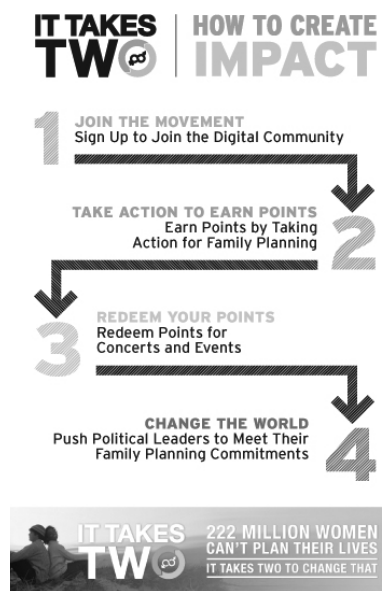 IT TAKES
TWO
HOW TO CREATE
IMPACT
1
JOIN THE MOVEMENT
Sign Up to Join the Digital Community
TAKE ACTION TO EARN POINTS
Earn Points by Taking
Action for Family Planning
2
3
REDEEM YOUR POINTS
Redeem Points for
Concerts and Events
CHANGE THE WORLD
Push Political Leaders to Meet Their
Family Planning Commitments
4
IT TAKES
TWO
222 MILLION WOMEN
CAN'T PLAN THEIR LIVES
IT TAKES TWO TO CHANGE THAT